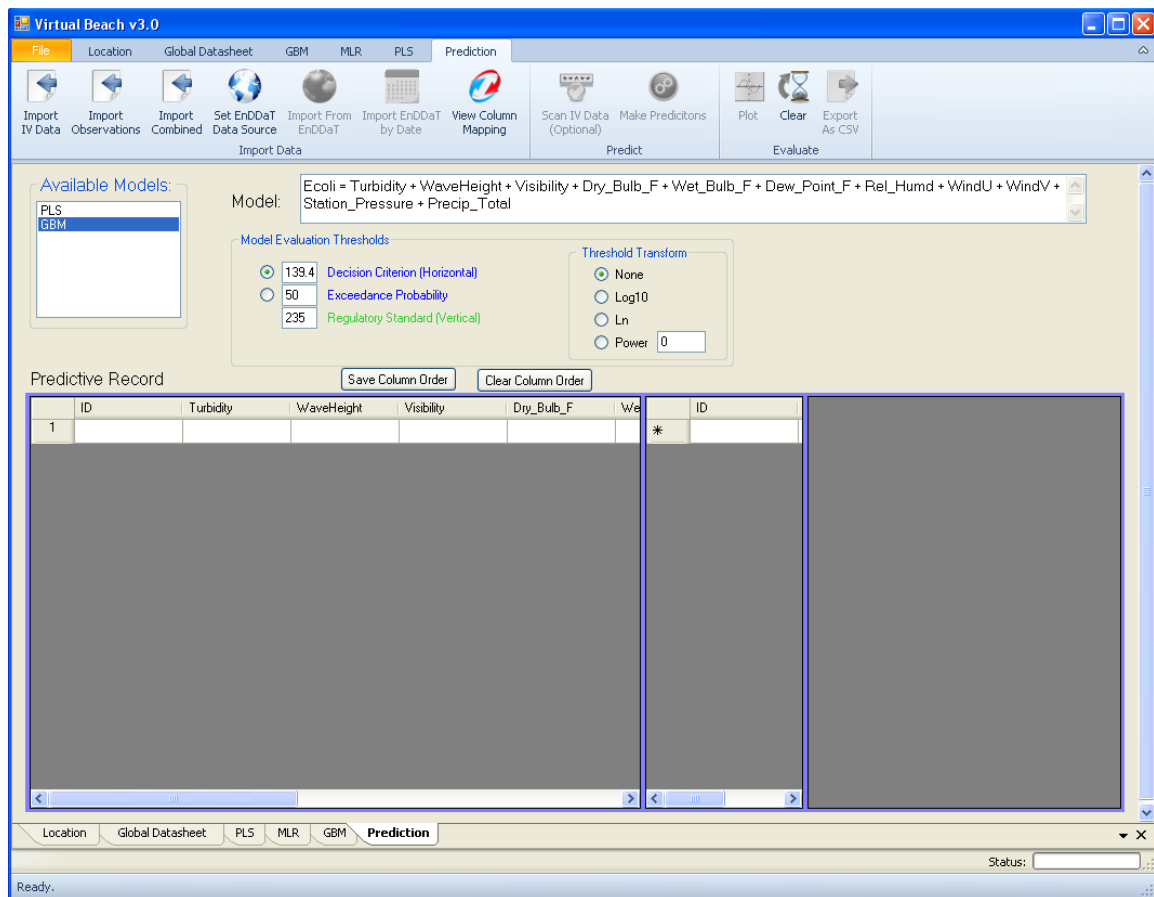 Virtual Beach v3.0
File Location Global Datasheet GBM MLR PLS Prediction
Import IV Data
Import Observations
Import Combined
Set EnDDaT Data Source
Import From EnDDaT
Import EnDDaT by Date
View Column Mapping
Scan IV Data (Optional)
Make Predicitons
Plot
Clear
Export As CSV
Import Data Predict Evaluate
Available Models:
PLS
GBM
Model:
Ecoli = Turbidity + WaveHeight + Visibility + Dry_Bulb_F + Wet_Bulb_F + Dew_Point_F + Rel_Humd + WindU + WindV +
Station_Pressure + Precip_Total
Model Evaluation Thresholds
139.4 Decision Criterion (Horizontal)
50 Exceedance Probability
235 Regulatory Standard (Vertical)
Threshold Transform
None
Log10
Ln
Power 0
Predictive Record
Save Column Order Clear Column Order
ID Turbidity WaveHeight Visibility Dry_Bulb_F We ID
1 *
Location Global Datasheet PLS MLR GBM Prediction
Status:
Ready.